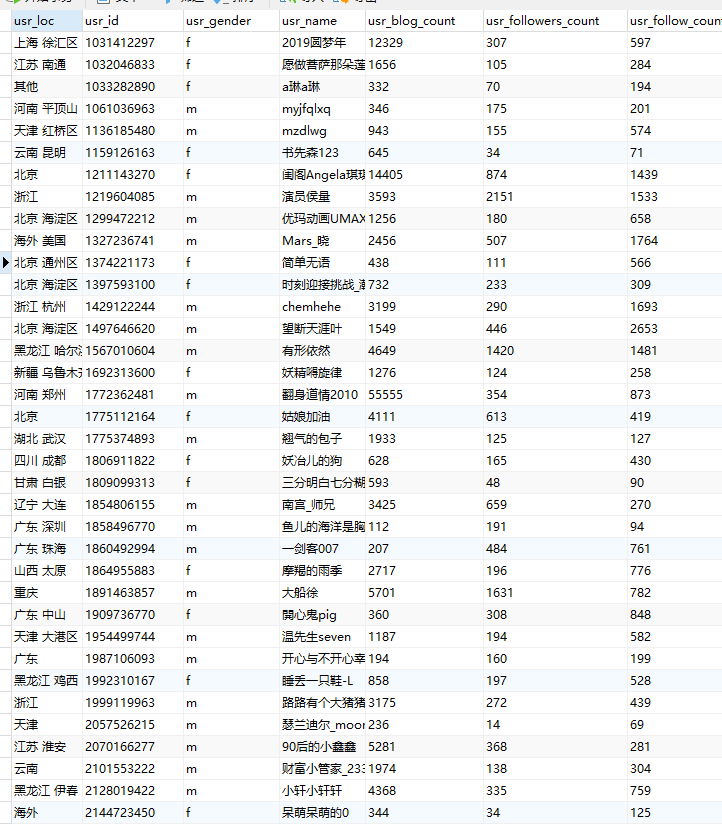 usr_loc usr_id usr_gender usr_name usr_blog_count usr_followers_count usr_follow_coun
上海 徐汇区 1031412297 f 2019圆梦年 12329 307 597
江苏 南通 1032046833 f 愿做菩萨那朵莲 1656 105 284
其他 1033282890 f a琳a琳 332 70 194
河南 平顶山 1061036963 m myjfqlxq 346 175 201
天津 红桥区 1136185480 m mzdlwg 943 155 574
云南 昆明 1159126163 f 书先森123 645 34 71
北京 1211143270 f 闺阁Angela琪琪 14405 874 1439
浙江 1219604085 m 演员侯量 3593 2151 1533
北京 海淀区 1299472212 m 优玛动画UMAX 1256 180 658
海外 美国 1327236741 m Mars_晓 2456 507 1764
北京 通州区 1374221173 f 简单无语 438 111 566
北京 海淀区 1397593100 f 时刻迎接挑战_ 732 233 309
浙江 杭州 1429122244 m chemhehe 3199 290 1693
北京 海淀区 1497646620 m 望断天涯叶 1549 446 2653
黑龙江 哈尔 1567010604 m 有形依然 4649 1420 1481
新疆 乌鲁木齐 1692313600 f 妖精嘚旋律 1276 124 258
河南 郑州 1772362481 m 翻身道情2010 55555 354 873
北京 1775112164 f 姑娘加油 4111 613 419
湖北 武汉 1775374893 m 翘气的包子 1933 125 127
四川 成都 1806911822 f 妖冶儿的狗 628 165 430
甘肃 白银 1809099313 f 三分明白七分糊 593 48 90
辽宁 大连 1854806155 m 南宫_师兄 3425 659 270
广东 深圳 1858496770 m 鱼儿的海洋是胸 112 191 94
广东 珠海 1860492994 m 一剑客007 207 484 761
山西 太原 1864955883 f 摩羯的雨季 2717 196 776
重庆 1891463857 m 大船徐 5701 1631 782
广东 中山 1909736770 f 開心鬼pig 360 308 848
天津 大港区 1954499744 m 温先生seven 1187 194 582
广东 1987106093 m 开心与不开心幸 194 160 199
黑龙江 鸡西 1992310167 f 睡丢一只鞋-L 858 197 528
浙江 1999119963 m 路路有个大猪猪 3175 272 439
天津 2057526215 m 瑟兰迪尔_moon 236 14 69
江苏 淮安 2070166277 m 90后的小鑫鑫 5281 368 281
云南 2101553222 m 财富小管家_233 1974 138 304
黑龙江 伊春 2128019422 m 小轩小轩轩 4368 335 759
海外 2144723450 f 呆萌呆萌的0 344 34 125